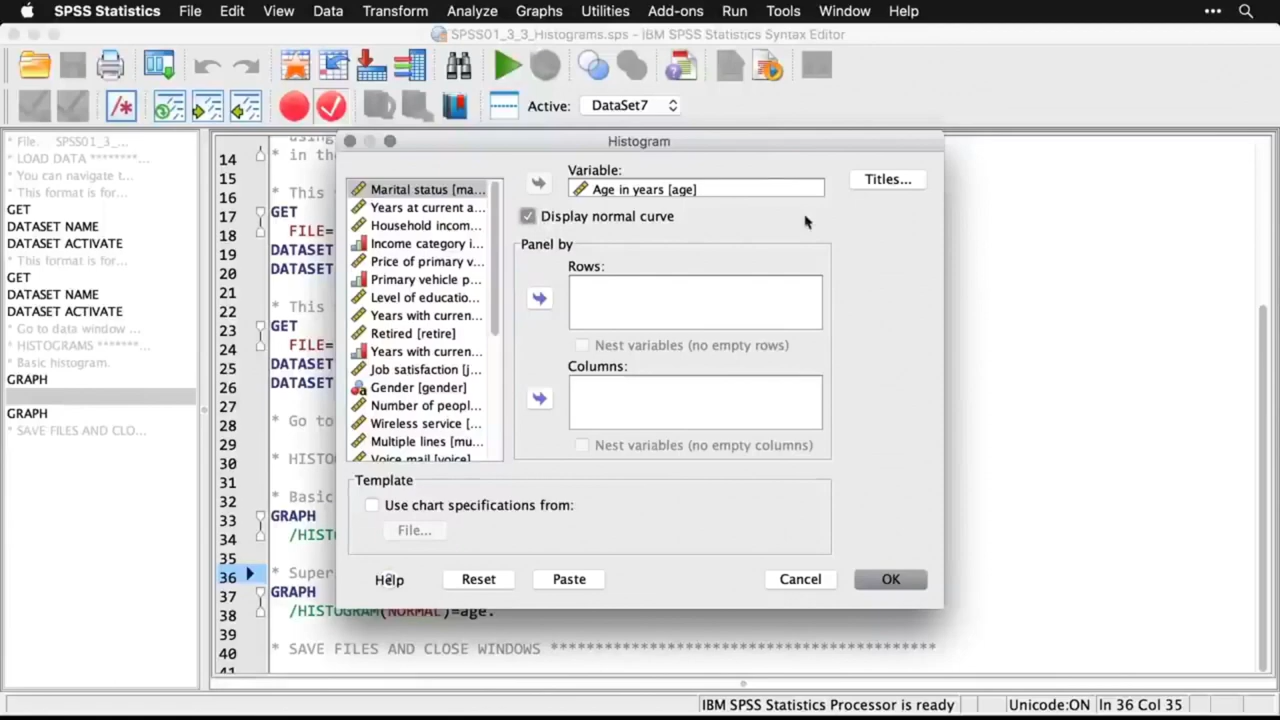 SPSS Statistics File Edit View Data Transform Analyze Graphs Utilities Add-ons Run Tools Window Help
SPSS01_3_3_Histograms.sps - IBM SPSS Statistics Syntax Editor
Active: DataSet7
* File. SPSS01_3_...
* LOAD DATA ********...
* You can navigate t...
* This format is for...
GET
DATASET NAME
DATASET ACTIVATE
* This format is for...
GET
DATASET NAME
DATASET ACTIVATE
* Go to data window ...
* HISTOGRAMS *******...
* Basic histogram.
GRAPH
GRAPH
* SAVE FILES AND CLO...
14
15 * in the
16
17 * This
18 GET
FILE=
19 DATASET
20 DATASET
21
22 * This
23 GET
24 FILE=
25 DATASET
26 DATASET
27
28 * Go to
29
30 * HISTO
31
32 * Basic
33 GRAPH
34 /HIST
35
36 * Super
37 GRAPH
38 /HISTOGRAM(NORMAL)=age.
39
40 * SAVE FILES AND CLOSE WINDOWS
41
Histogram
Marital status [ma...
Years at current a...
Household incom...
Income category i...
Price of primary v...
Primary vehicle p...
Level of educatio...
Years with curren...
Retired [retire]
Years with curren...
Job satisfaction [j...
Gender [gender]
Number of peopl...
Wireless service [...
Multiple lines [mu...
Voice mail [voice]
Variable:
Age in years [age]
Titles...
Display normal curve
Panel by
Rows:
Nest variables (no empty rows)
Columns:
Nest variables (no empty columns)
Template
Use chart specifications from:
File...
Help Reset Paste Cancel OK
IBM SPSS Statistics Processor is ready Unicode:ON In 36 Col 35